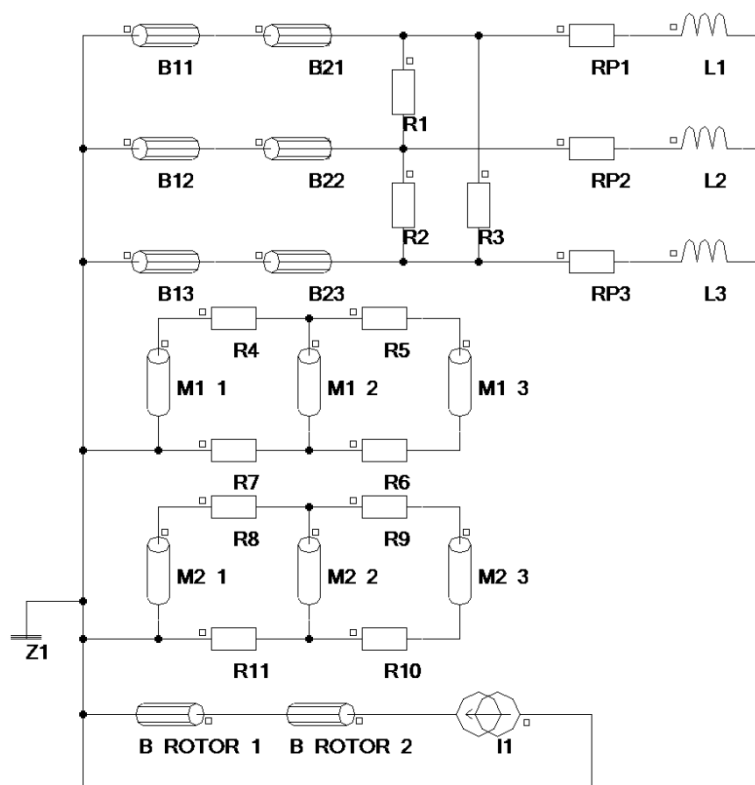 B11 B21 RP1 L1
R1
B12 B22 RP2 L2
R2 R3
B13 B23 RP3 L3
R4 R5
M1 1 M1 2 M1 3
R7 R6
R8 R9
M2 1 M2 2 M2 3
Z1 R11 R10
B ROTOR 1 B ROTOR 2 I1